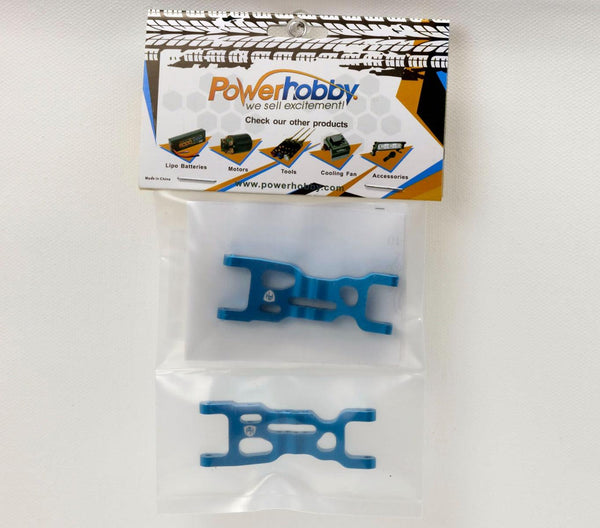 Powerhobby.
we sell excitement!
Check our other products
Lipo Batteries
Motors
Tools
Cooling Fan
Accessories
Made in China
www.powerhobby.com